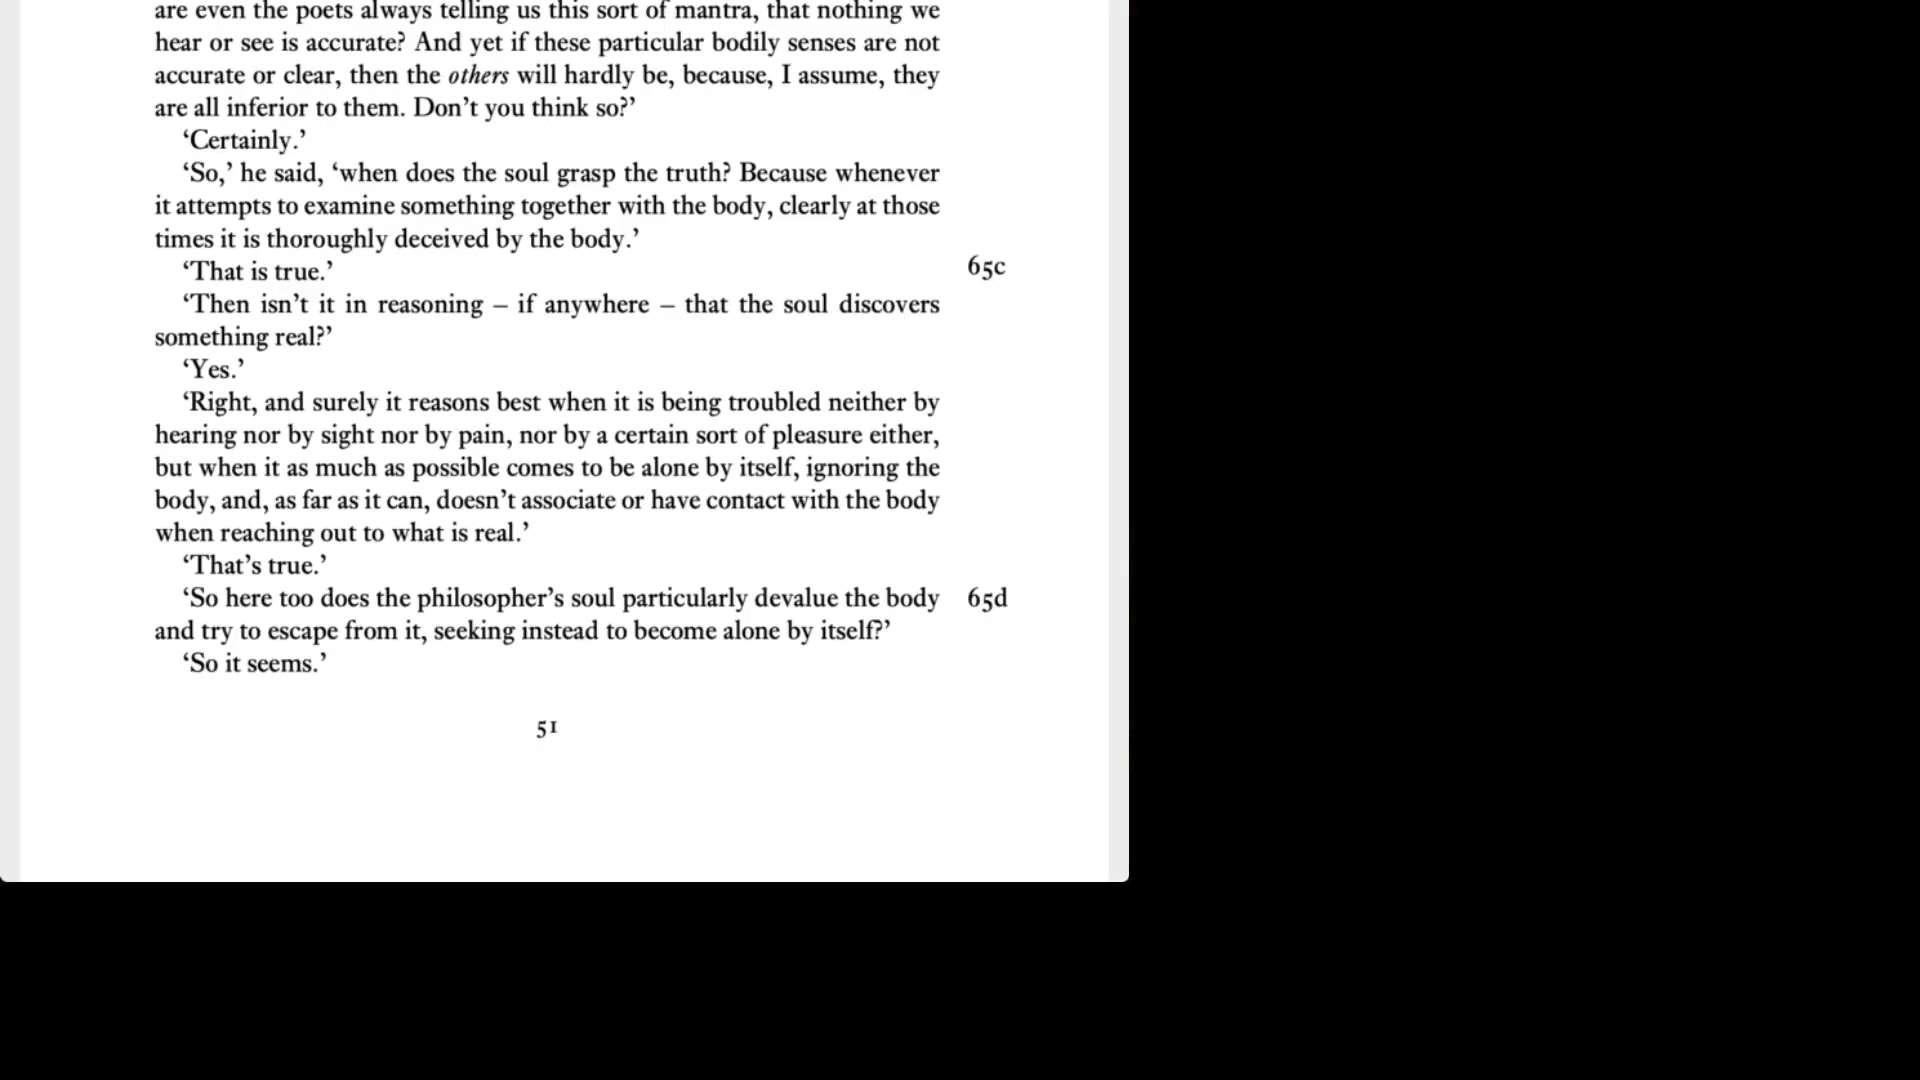 are even the poets always telling us this sort of mantra, that nothing we
hear or see is accurate? And yet if these particular bodily senses are not
accurate or clear, then the others will hardly be, because, I assume, they
are all inferior to them. Don’t you think so?’
‘Certainly.’
‘So,’ he said, ‘when does the soul grasp the truth? Because whenever
it attempts to examine something together with the body, clearly at those
times it is thoroughly deceived by the body.’
‘That is true.’ 65c
‘Then isn’t it in reasoning – if anywhere – that the soul discovers
something real?’
‘Yes.’
‘Right, and surely it reasons best when it is being troubled neither by
hearing nor by sight nor by pain, nor by a certain sort of pleasure either,
but when it as much as possible comes to be alone by itself, ignoring the
body, and, as far as it can, doesn’t associate or have contact with the body
when reaching out to what is real.’
‘That’s true.’
‘So here too does the philosopher’s soul particularly devalue the body 65d
and try to escape from it, seeking instead to become alone by itself?’
‘So it seems.’
51